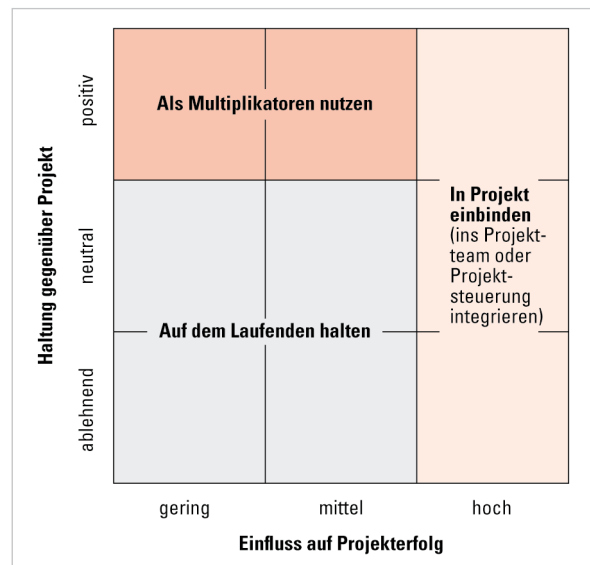 Haltung gegenüber Projekt
positiv
neutral
ablehnend
Als Multiplikatoren nutzen
In Projekt
einbinden
(ins Projekt-
team oder
Projekt-
steuerung
integrieren)
Auf dem Laufenden halten
gering
mittel
hoch
Einfluss auf Projekterfolg